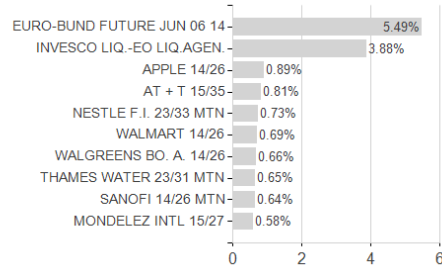 EURO-BUND FUTURE JUN 06 14 5.49%
INVESCO LIQ.-EO LIQ.AGEN. 3.88%
APPLE 14/26 0.89%
AT + T 15/35 0.81%
NESTLE F.I. 23/33 MTN 0.73%
WALMART 14/26 0.69%
WALGREENS BO. A. 14/26 0.66%
THAMES WATER 23/31 MTN 0.65%
SANOFI 14/26 MTN 0.64%
MONDELEZ INTL 15/27 0.58%
0 2 4 6